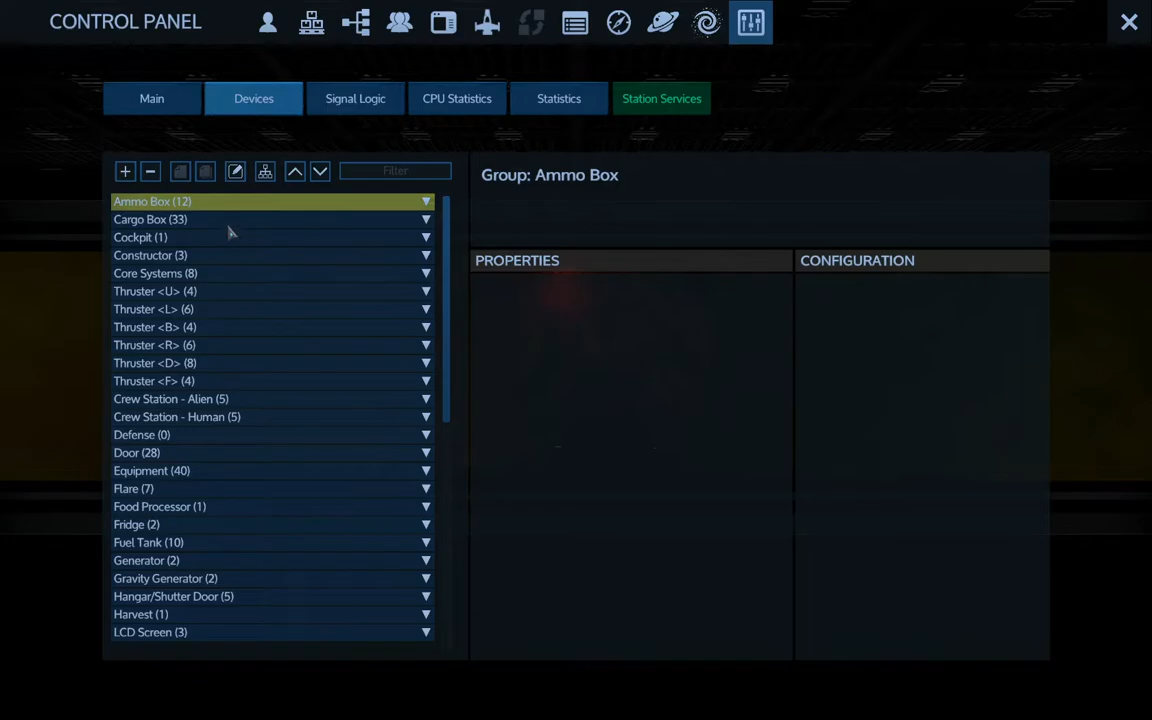 CONTROL PANEL
Main
Devices
Signal Logic
CPU Statistics
Statistics
Station Services
Filter
Ammo Box (12)
Cargo Box (33)
Cockpit (1)
Constructor (3)
Core Systems (8)
Thruster <U> (4)
Thruster <L> (6)
Thruster <B> (4)
Thruster <R> (6)
Thruster <D> (8)
Thruster <F> (4)
Crew Station - Alien (5)
Crew Station - Human (5)
Defense (0)
Door (28)
Equipment (40)
Flare (7)
Food Processor (1)
Fridge (2)
Fuel Tank (10)
Generator (2)
Gravity Generator (2)
Hangar/Shutter Door (5)
Harvest (1)
LCD Screen (3)
Group: Ammo Box
PROPERTIES
CONFIGURATION